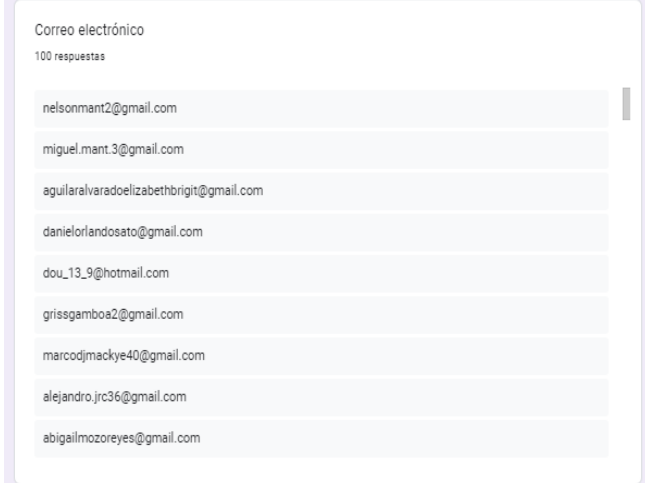 Correo electrónico
100 respuestas
nelsonmant2@gmail.com
miguel.mant.3@gmail.com
aguilaralvaradoelizabethbrigit@gmail.com
danielorlandosato@gmail.com
dou_13_9@hotmail.com
grissgamboa2@gmail.com
marcodjmackye40@gmail.com
alejandro.jrc36@gmail.com
abigailmozoreyes@gmail.com